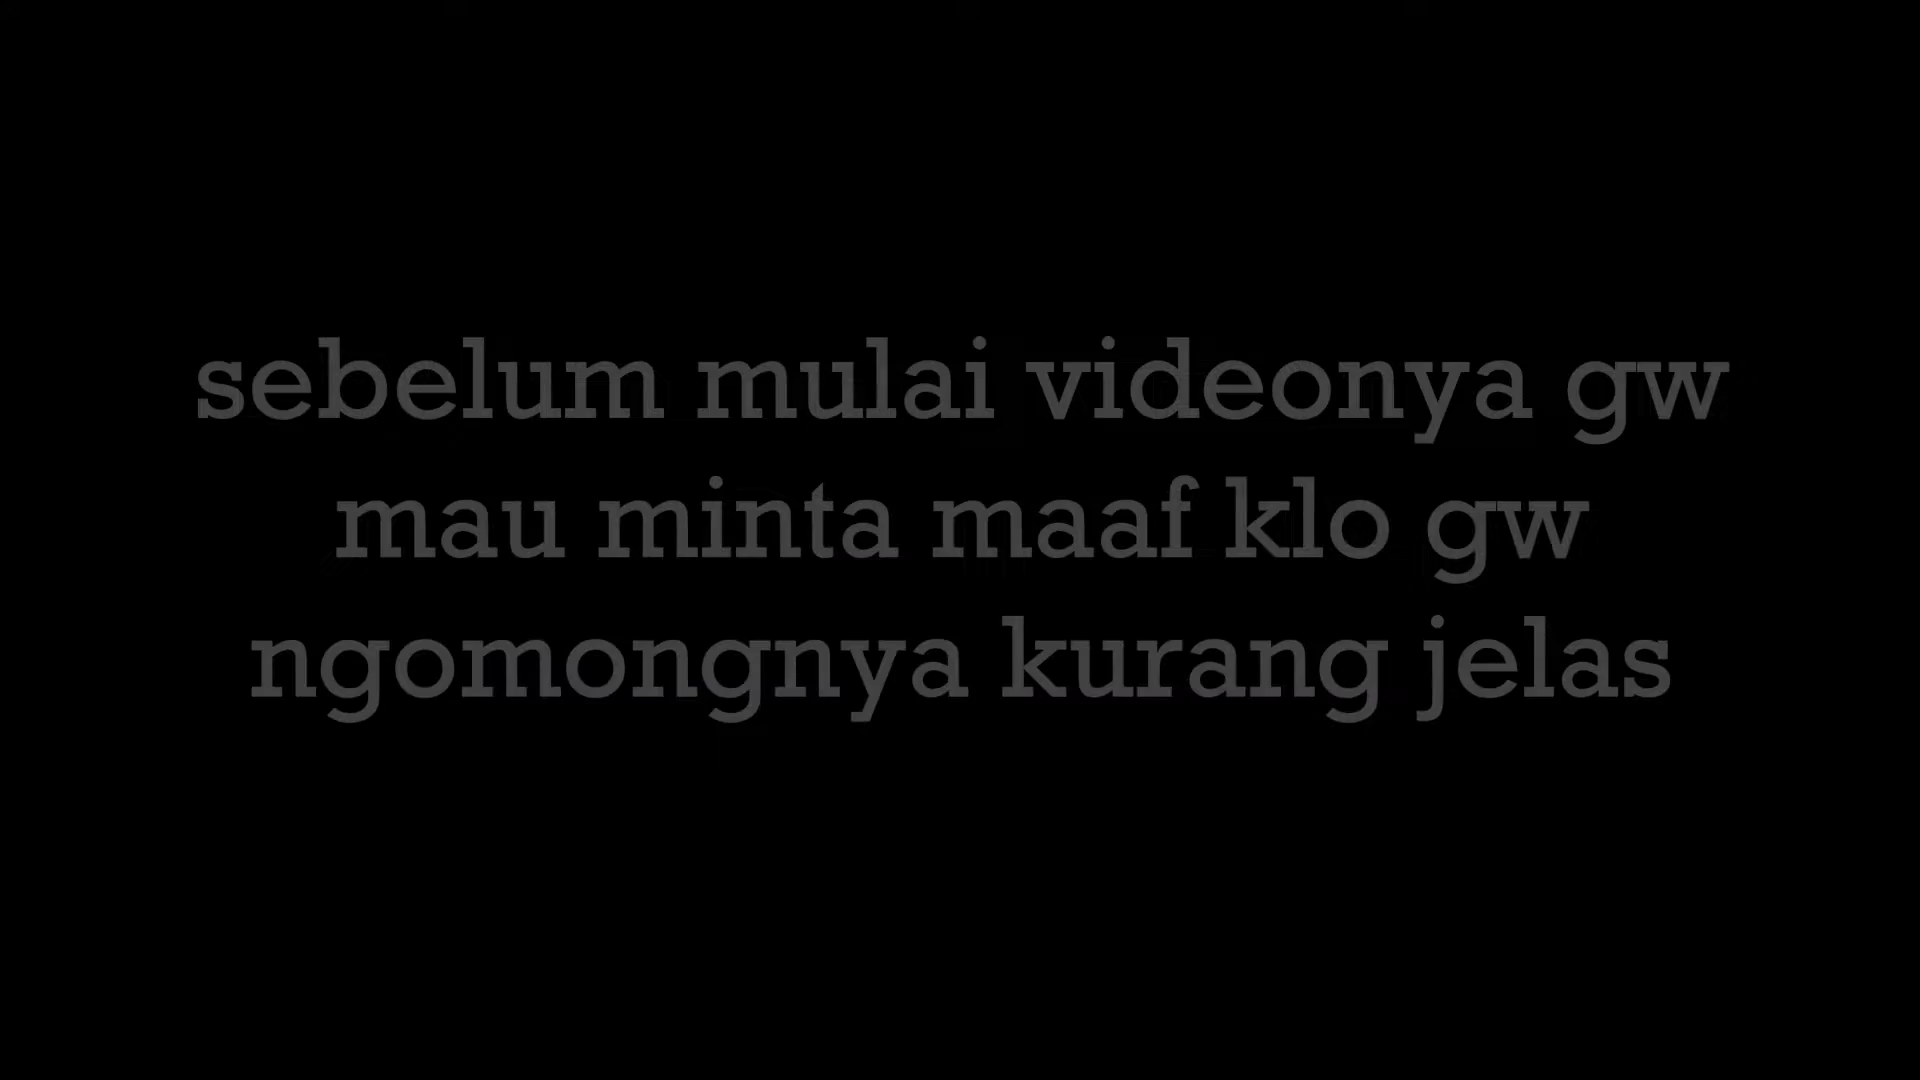 sebelum mulai videonya gw
mau minta maaf klo gw
ngomongnya kurang jelas